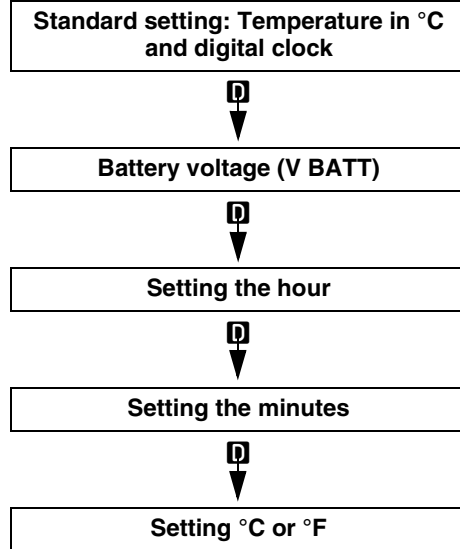 Standard setting: Temperature in °C
and digital clock
D
Battery voltage (V BATT)
D
Setting the hour
D
Setting the minutes
D
Setting °C or °F